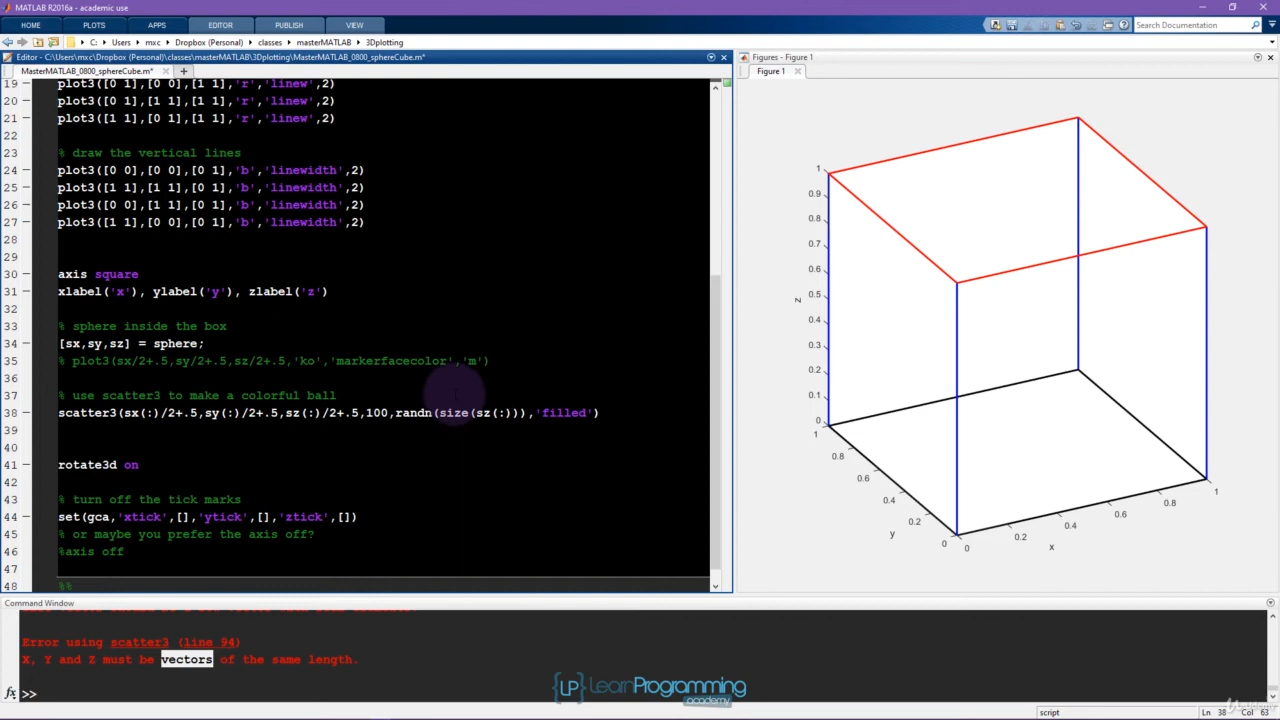 MATLAB R2016a - academic use
HOME PLOTS APPS EDITOR PUBLISH VIEW Search Documentation
C: Users mxc Dropbox (Personal) classes masterMATLAB 3Dplotting
Editor - C:\Users\mxc\Dropbox (Personal)\classes\masterMATLAB\3Dplotting\MasterMATLAB_0800_sphereCube.m*
MasterMATLAB_0800_sphereCube.m*
19 plot3([0 1],[0 0],[1 1],'r','linew',2)
20 plot3([0 1],[1 1],[1 1],'r','linew',2)
21 plot3([1 1],[0 1],[1 1],'r','linew',2)
22
23 % draw the vertical lines
24 plot3([0 0],[0 0],[0 1],'b','linewidth',2)
25 plot3([1 1],[1 1],[0 1],'b','linewidth',2)
26 plot3([0 0],[1 1],[0 1],'b','linewidth',2)
27 plot3([1 1],[0 0],[0 1],'b','linewidth',2)
28
29
30 axis square
31 xlabel('x'), ylabel('y'), zlabel('z')
32
33 % sphere inside the box
34 [sx,sy,sz] = sphere;
35 % plot3(sx/2+.5,sy/2+.5,sz/2+.5,'ko','markerfacecolor','m')
36
37 % use scatter3 to make a colorful ball
38 scatter3(sx(:)/2+.5,sy(:)/2+.5,sz(:)/2+.5,100,randn(size(sz(:))),'filled')
39
40
41 rotate3d on
42
43 % turn off the tick marks
44 set(gca,'xtick',[],'ytick',[],'ztick',[])
45 % or maybe you prefer the axis off?
46 %axis off
47
48 %%
Figures - Figure 1
Figure 1
1
0.9
0.8
0.7
0.6
0.5
0.4
0.3
0.2
0.1
0
z
1
0.8
0.6
0.4
0.2
0
y
0
0.2
0.4
0.6
0.8
1
x
Command Window
Error using scatter3 (line 94)
X, Y and Z must be vectors of the same length.
fx >>
{LP} LearnProgramming
academy
script Ln 38 Col 63